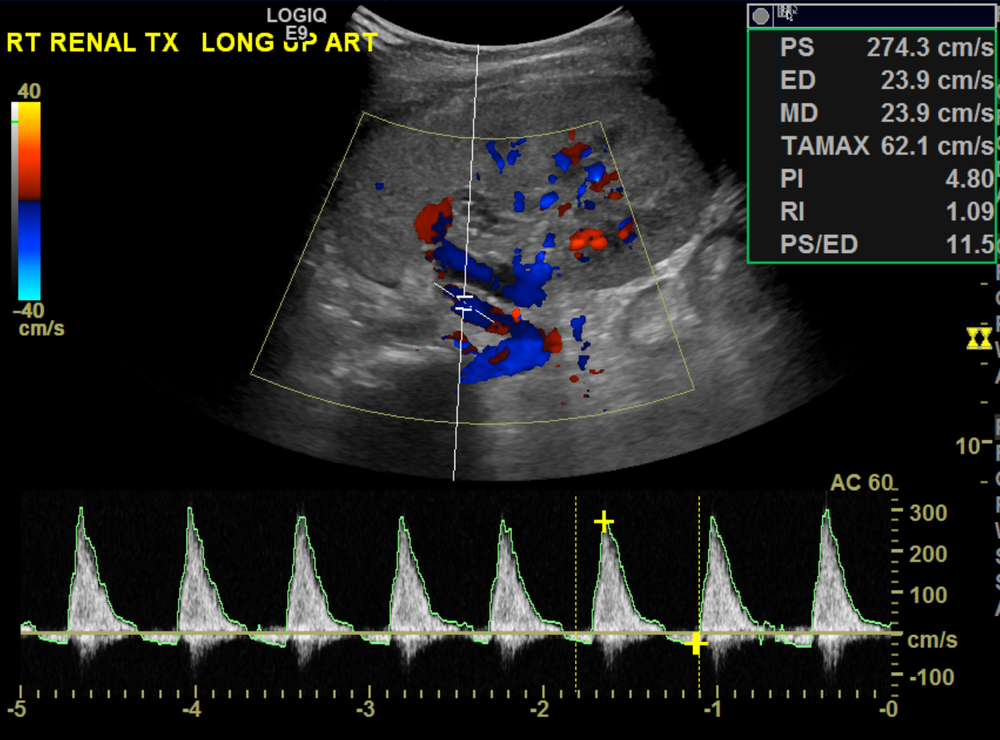 LOGIQ
E9
RT RENAL TX LONG UP ART
PS 274.3 cm/s
ED 23.9 cm/s
MD 23.9 cm/s
TAMAX 62.1 cm/s
PI 4.80
RI 1.09
PS/ED 11.5
40
-40
cm/s
10
AC 60
300
200
100
cm/s
-100
-5 -4 -3 -2 -1 -0